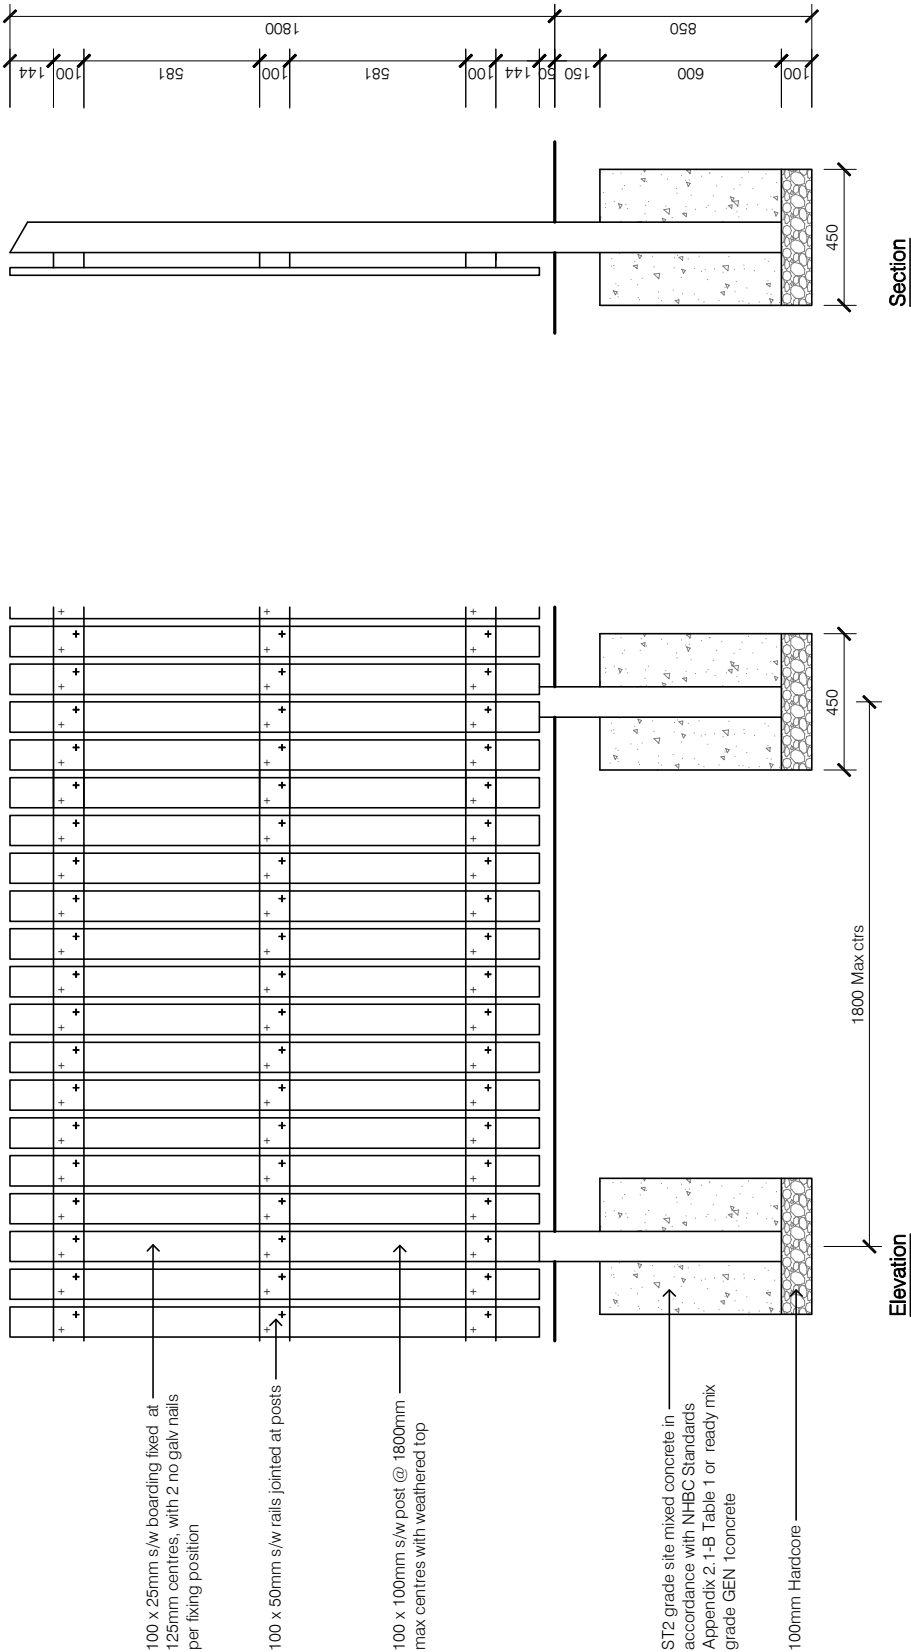 100 x 25mm s/w boarding fixed at
125mm centres, with 2 no galv nails
per fixing position
100 x 50mm s/w rails jointed at posts
100 x 100mm s/w post @ 1800mm
max centres with weathered top
ST2 grade site mixed concrete in
accordance with NHBC Standards
Appendix 2.1-B Table 1 or ready mix
grade GEN 1concrete
100mm Hardcore
450
1800 Max ctrs
Elevation
1800
850
144
100
581
100
581
100
144
50
150
600
100
450
Section